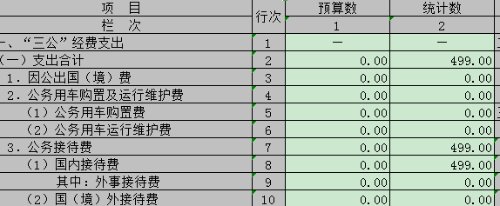 项 目 行次 预算数 统计数
栏 次 1 2
一、“三公”经费支出 1 — —
(一)支出合计 2 0.00 499.00
1. 因公出国(境)费 3 0.00 0.00
2. 公务用车购置及运行维护费 4 0.00 0.00
(1)公务用车购置费 5 0.00 0.00
(2)公务用车运行维护费 6 0.00 0.00
3. 公务接待费 7 0.00 499.00
(1)国内接待费 8 0.00 499.00
其中:外事接待费 9 0.00 0.00
(2)国(境)外接待费 10 0.00 0.00